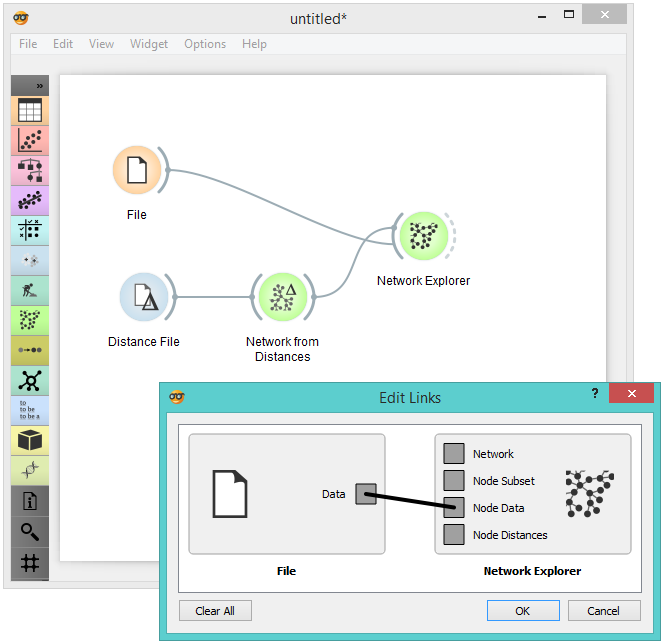 untitled*
File Edit View Widget Options Help
»
File
Network Explorer
Distance File
Network from
Distances
to
to be
to be a
Edit Links
?
Network
Node Subset
Data
Node Data
Node Distances
File
Network Explorer
Clear All
OK
Cancel